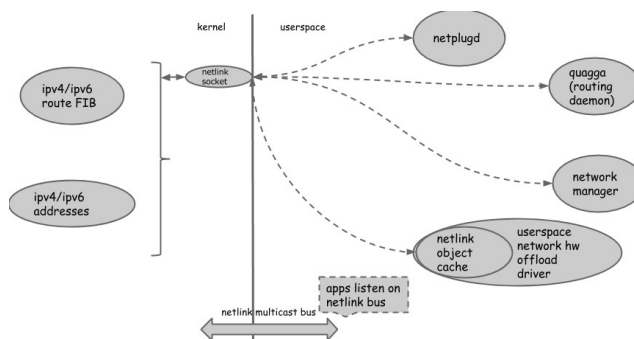 kernel
userspace
netplugd
netlink
socket
ipv4/ipv6
route FIB
quagga
(routing
daemon)
ipv4/ipv6
addresses
network
manager
netlink
object
cache
userspace
network hw
offload
driver
apps listen on
netlink bus
netlink multicast bus